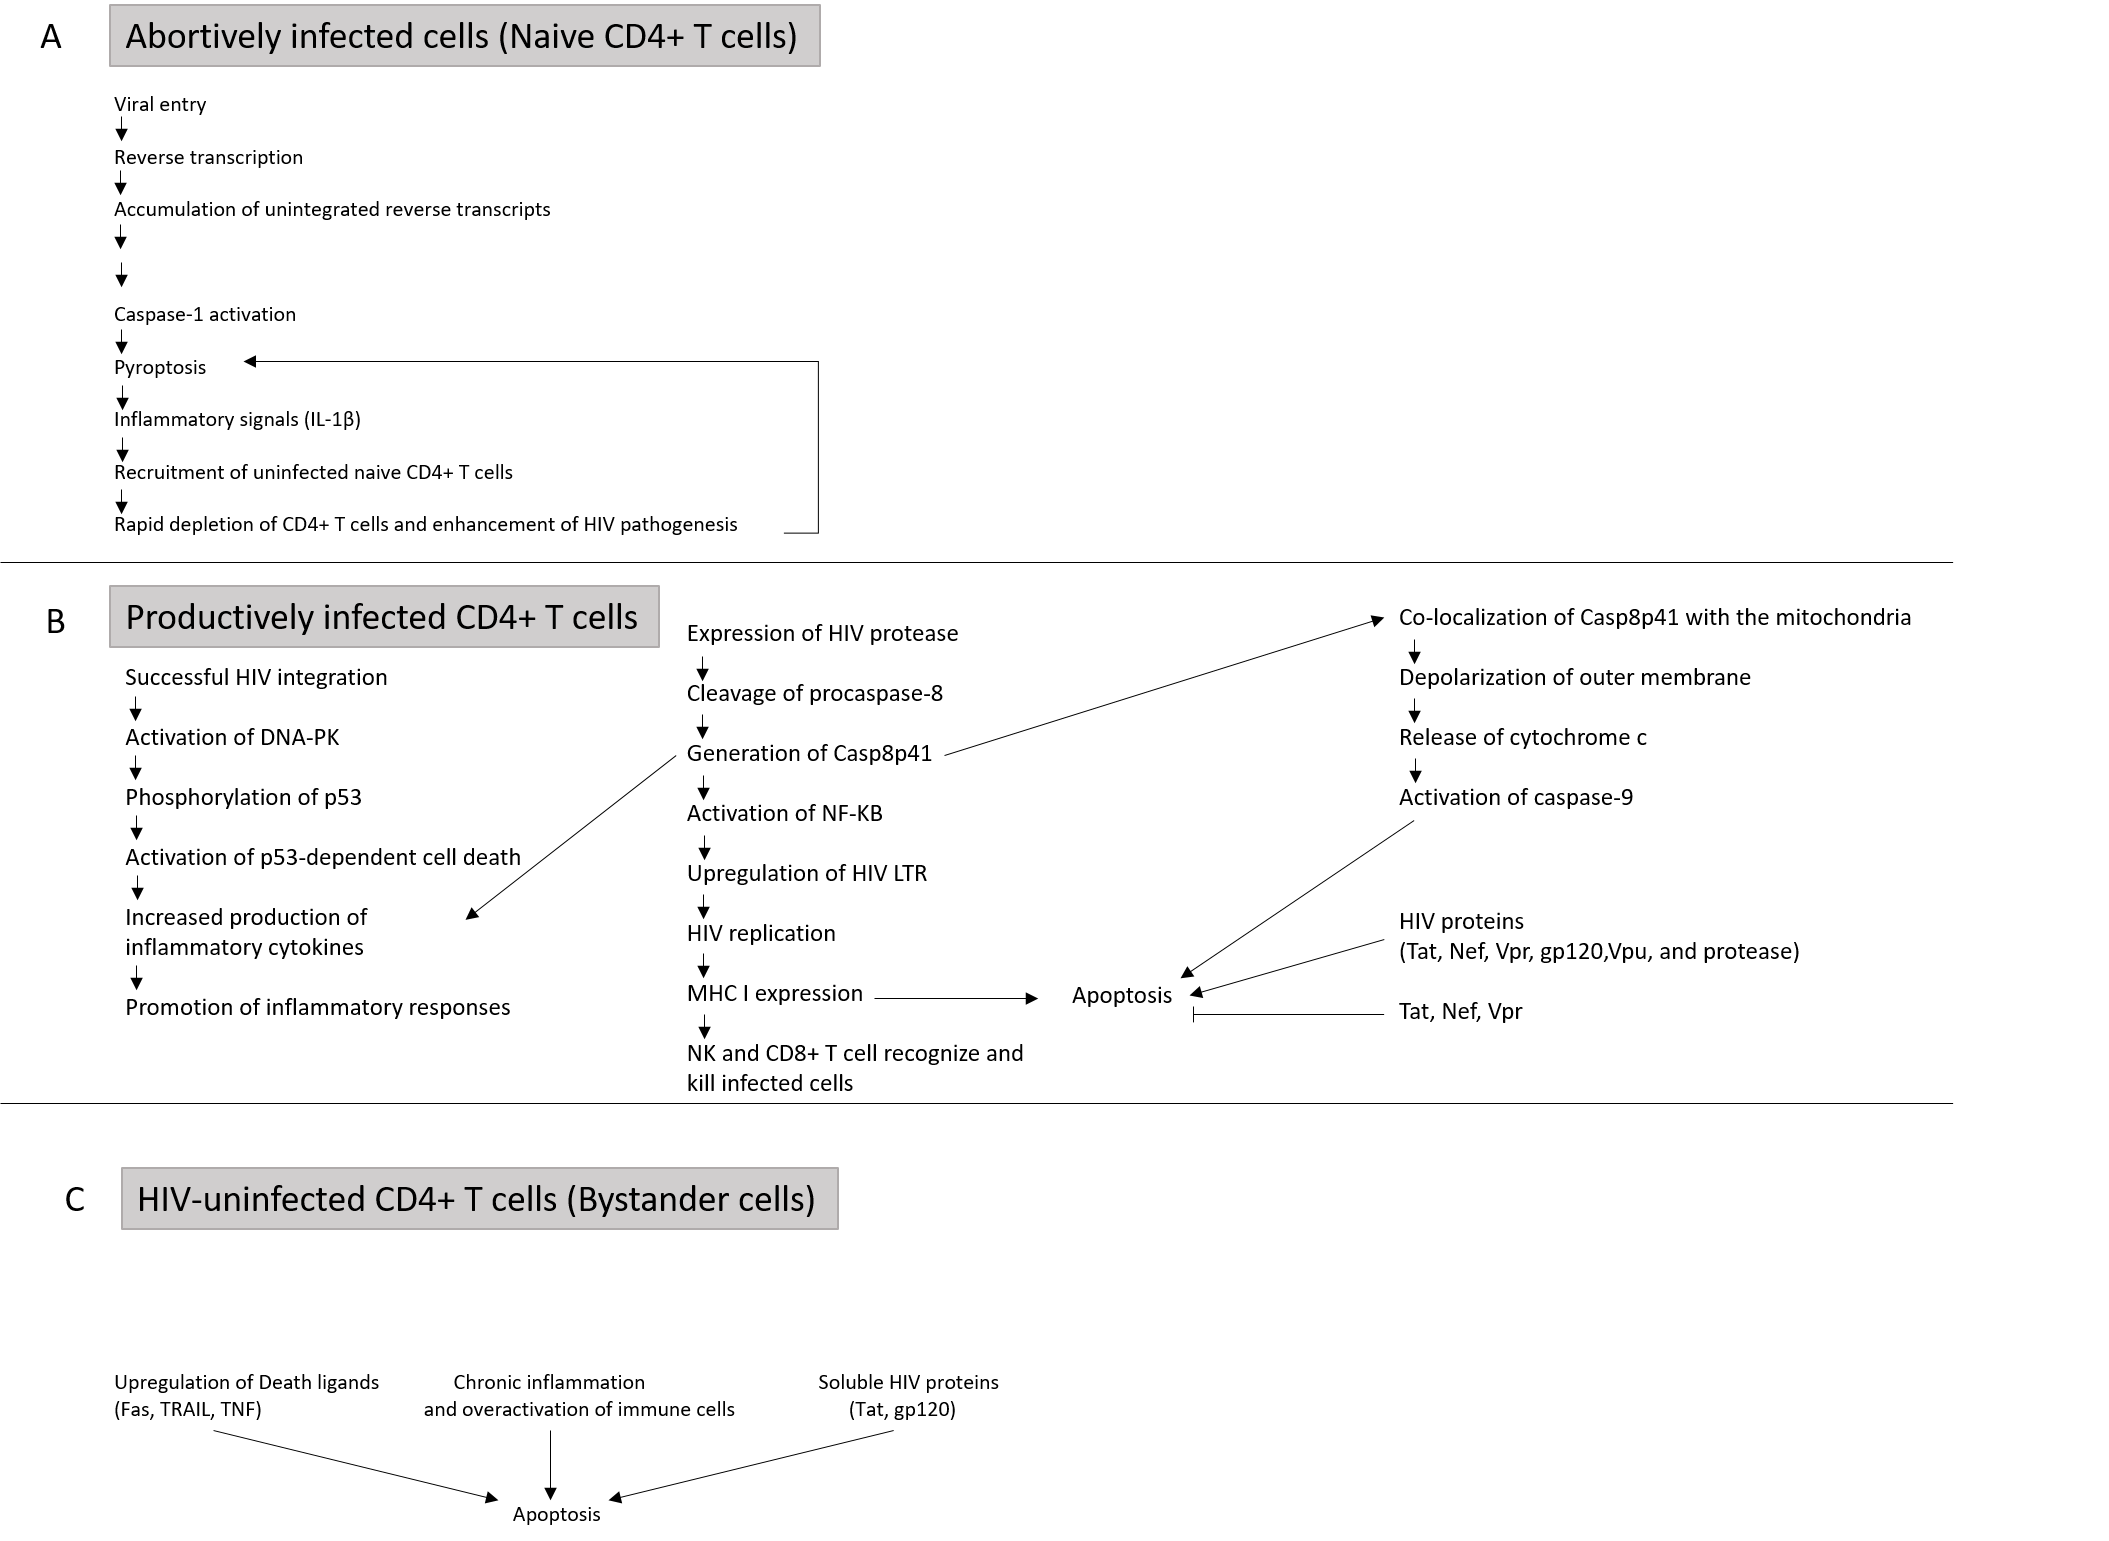 A
Abortively infected cells (Naive CD4+ T cells)
Viral entry
Reverse transcription
Accumulation of unintegrated reverse transcripts
Caspase-1 activation
Pyroptosis
Inflammatory signals (IL-1β)
Recruitment of uninfected naive CD4+ T cells
Rapid depletion of CD4+ T cells and enhancement of HIV pathogenesis
B
Productively infected CD4+ T cells
Successful HIV integration
Activation of DNA-PK
Phosphorylation of p53
Activation of p53-dependent cell death
Increased production of
inflammatory cytokines
Promotion of inflammatory responses
Expression of HIV protease
Cleavage of procaspase-8
Generation of Casp8p41
Activation of NF-KB
Upregulation of HIV LTR
HIV replication
MHC I expression
NK and CD8+ T cell recognize and
kill infected cells
Apoptosis
Co-localization of Casp8p41 with the mitochondria
Depolarization of outer membrane
Release of cytochrome c
Activation of caspase-9
HIV proteins
(Tat, Nef, Vpr, gp120,Vpu, and protease)
Tat, Nef, Vpr
C
HIV-uninfected CD4+ T cells (Bystander cells)
Upregulation of Death ligands
(Fas, TRAIL, TNF)
Chronic inflammation
and overactivation of immune cells
Soluble HIV proteins
(Tat, gp120)
Apoptosis